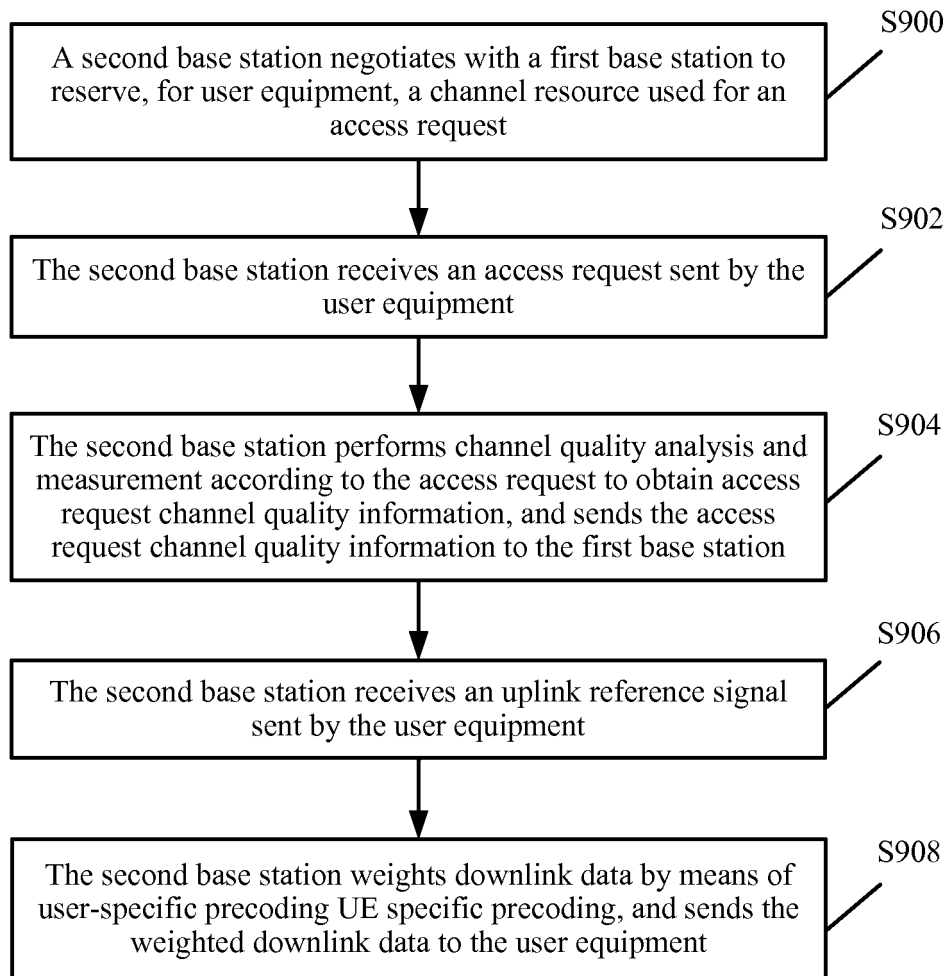 S900
A second base station negotiates with a first base station to
reserve, for user equipment, a channel resource used for an
access request
S902
The second base station receives an access request sent by the
user equipment
S904
The second base station performs channel quality analysis and
measurement according to the access request to obtain access
request channel quality information, and sends the access
request channel quality information to the first base station
S906
The second base station receives an uplink reference signal
sent by the user equipment
S908
The second base station weights downlink data by means of
user-specific precoding UE specific precoding, and sends the
weighted downlink data to the user equipment